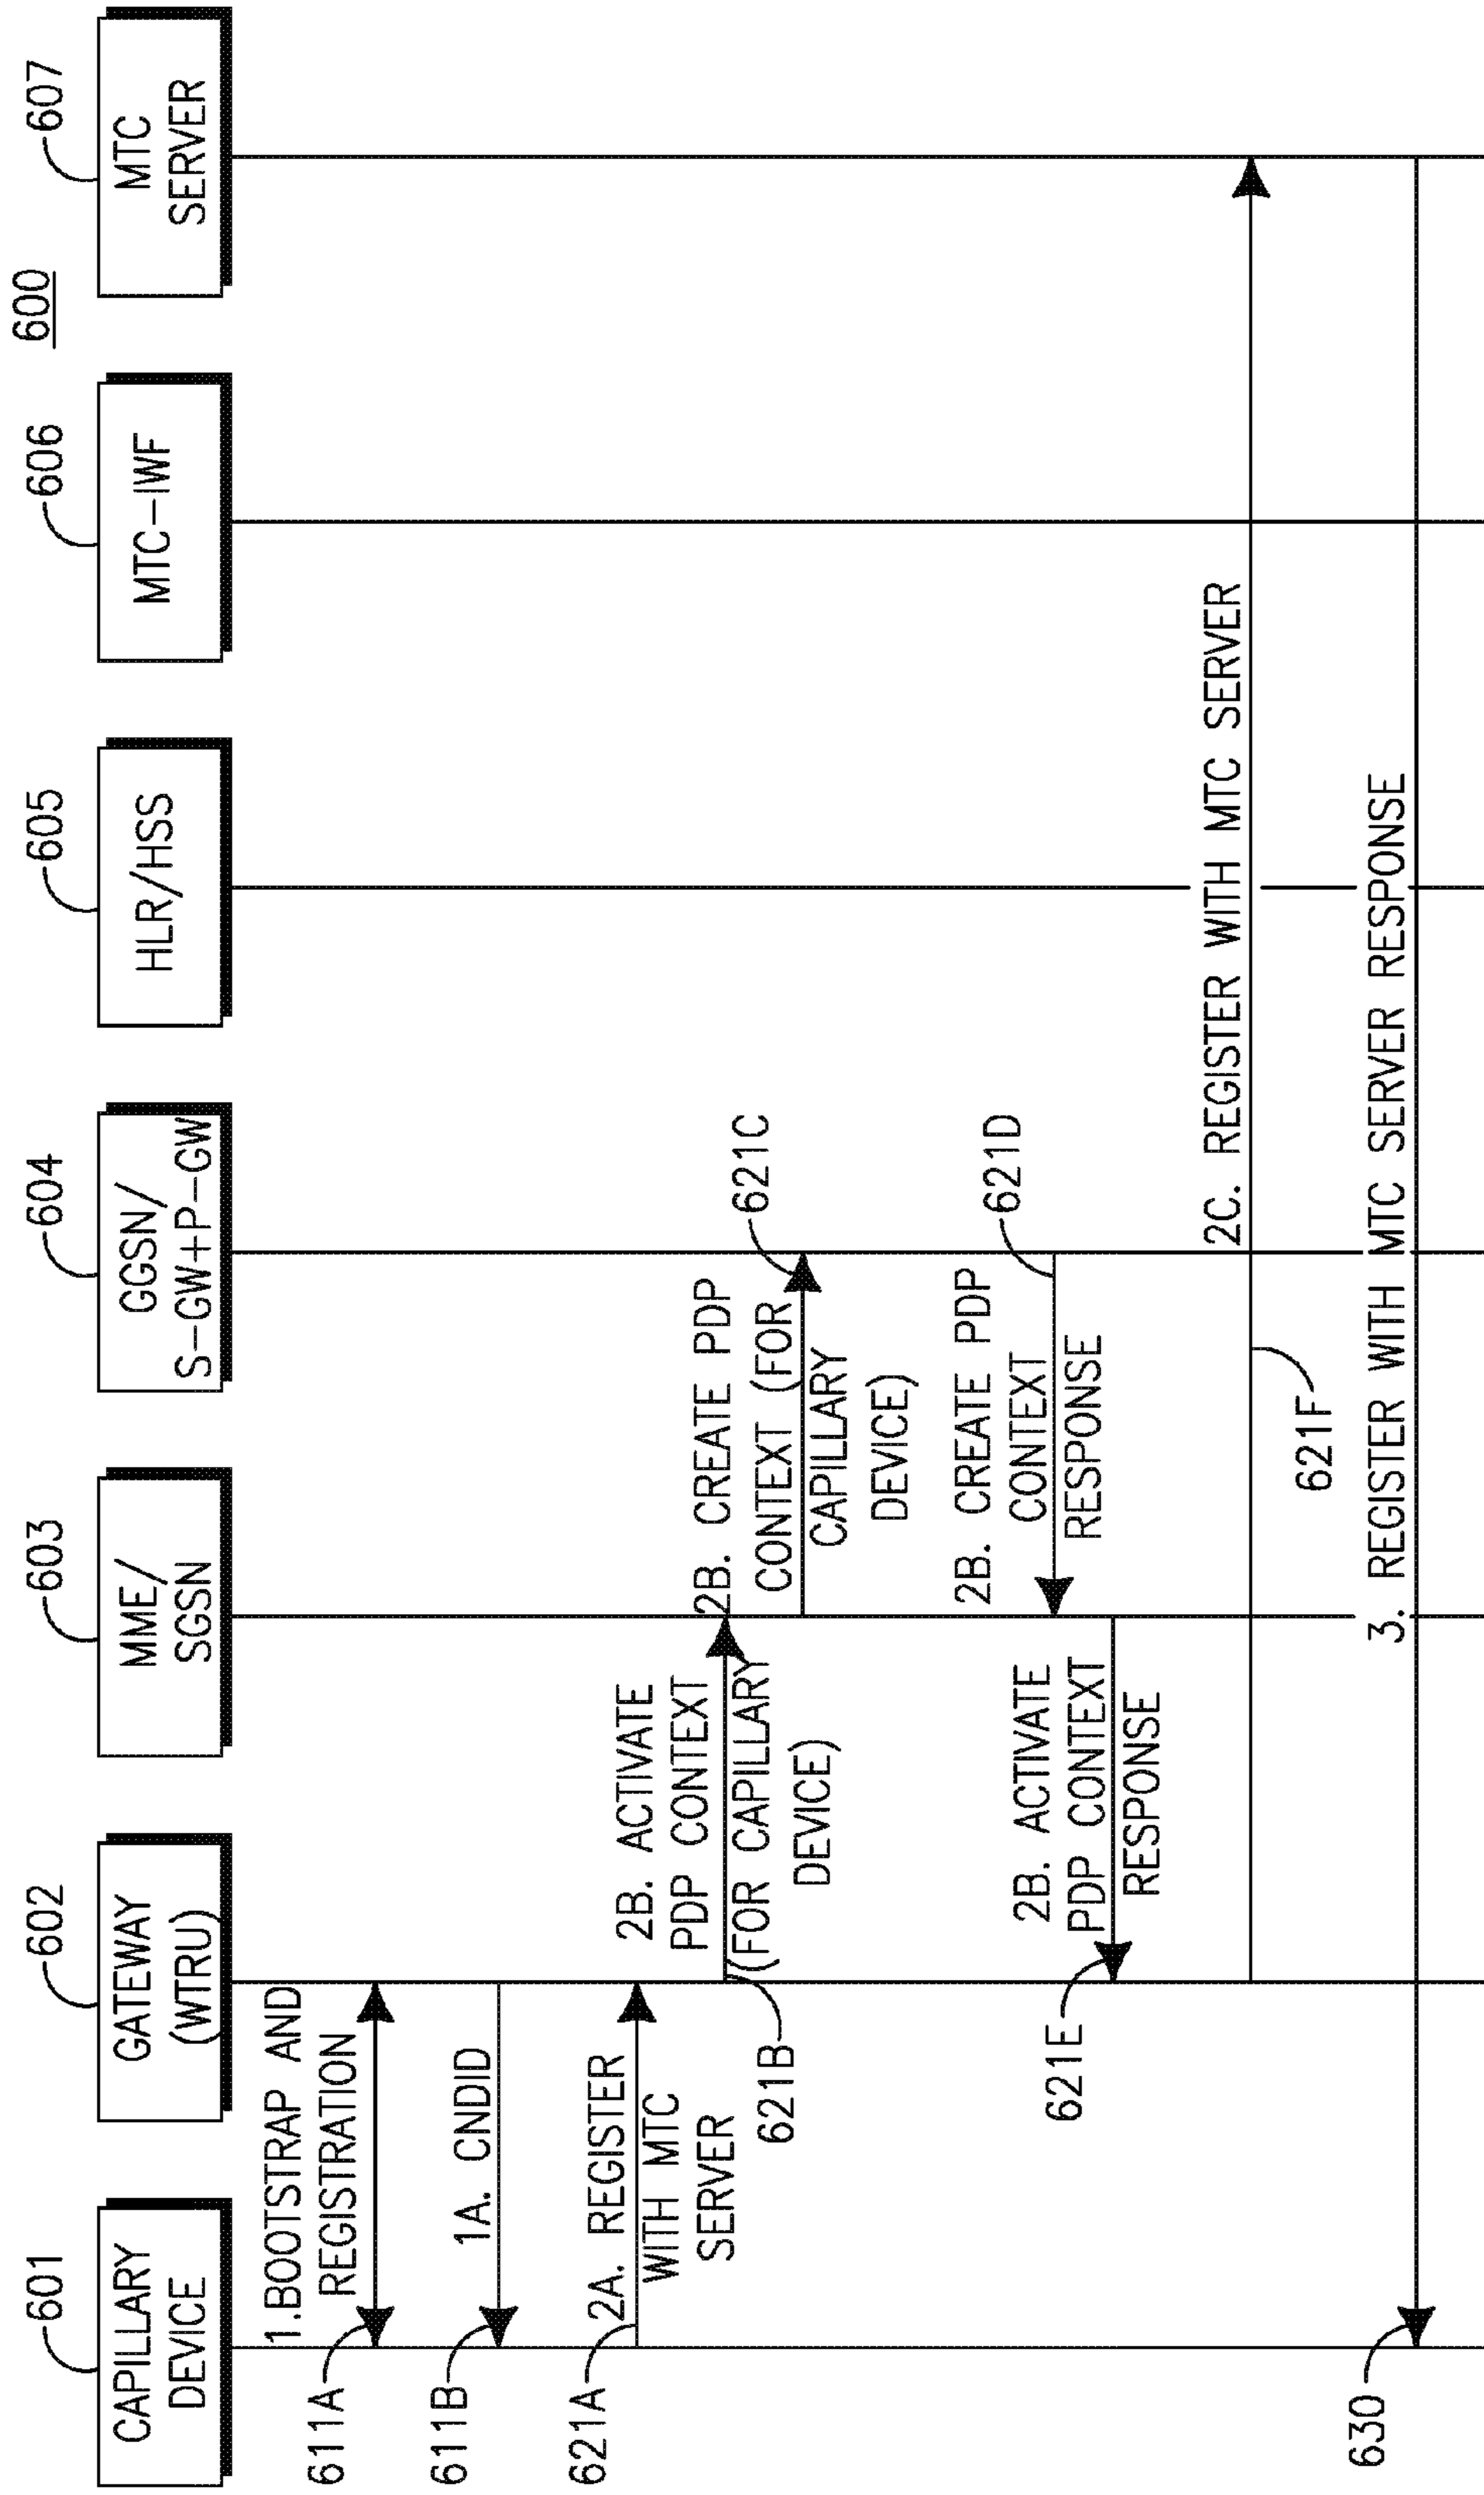 600
601
602
603
604
605
606
607
CAPILLARY
DEVICE
GATEWAY
(WTRU)
MME/
SGSN
GGSN/
S-GW+P-GW
HLR/HSS
MTC-IWF
MTC
SERVER
1.BOOTSTRAP AND
REGISTRATION
611A
1A. CNDID
611B
2A. REGISTER
WITH MTC
SERVER
621A
2B. ACTIVATE
PDP CONTEXT
(FOR CAPILLARY
DEVICE)
621B
2B. CREATE PDP
CONTEXT (FOR
CAPILLARY
DEVICE)
621C
2B. CREATE PDP
CONTEXT
RESPONSE
621D
2B. ACTIVATE
PDP CONTEXT
RESPONSE
621E
2C. REGISTER WITH MTC SERVER
621F
3. REGISTER WITH MTC SERVER RESPONSE
630